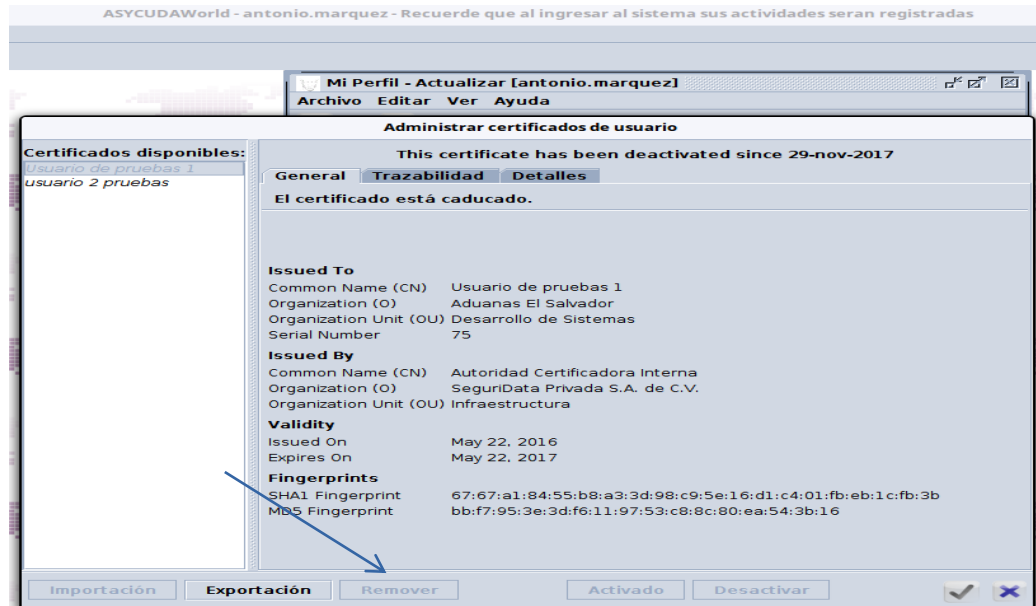 ASYCUDAWorld - antonio.marquez - Recuerde que al ingresar al sistema sus actividades seran registradas
Mi Perfil - Actualizar [antonio.marquez]
Archivo Editar Ver Ayuda
Administrar certificados de usuario
Certificados disponibles:
Usuario de pruebas 1
usuario 2 pruebas
This certificate has been deactivated since 29-nov-2017
General Trazabilidad Detalles
El certificado está caducado.
Issued To
Common Name (CN) Usuario de pruebas 1
Organization (O) Aduanas El Salvador
Organization Unit (OU) Desarrollo de Sistemas
Serial Number 75
Issued By
Common Name (CN) Autoridad Certificadora Interna
Organization (O) SeguriData Privada S.A. de C.V.
Organization Unit (OU) Infraestructura
Validity
Issued On May 22, 2016
Expires On May 22, 2017
Fingerprints
SHA1 Fingerprint 67:67:a1:84:55:b8:a3:3d:98:c9:5e:16:d1:c4:01:fb:eb:1c:fb:3b
MD5 Fingerprint bb:f7:95:3e:3d:f6:11:97:53:c8:8c:80:ea:54:3b:16
Importación Exportación Remover Activado Desactivar